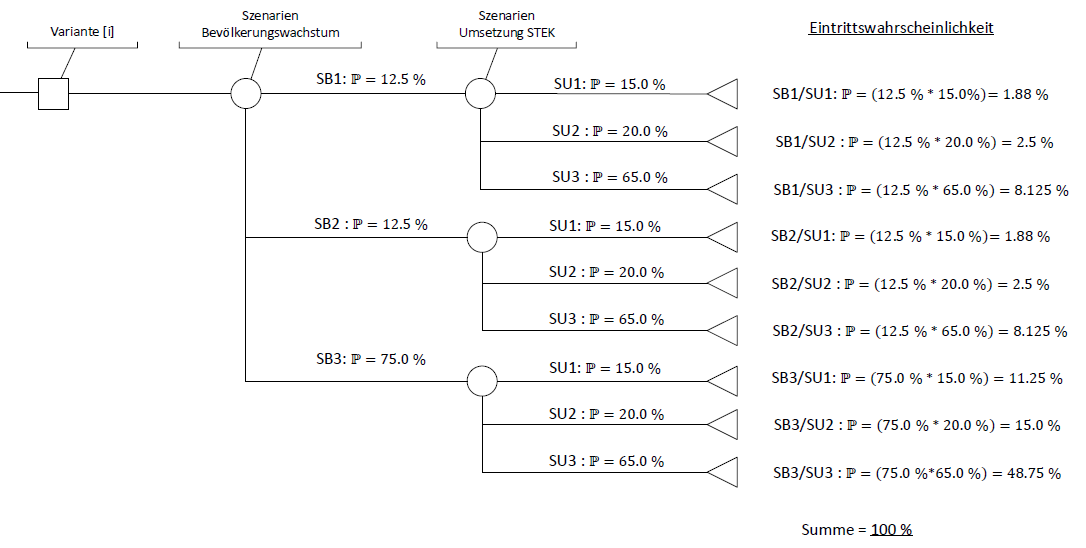 Variante [i]
Szenarien
Bevölkerungswachstum
Szenarien
Umsetzung STEK
Eintrittswahrscheinlichkeit
SB1: ℙ = 12.5 %
SU1: ℙ = 15.0 %
SB1/SU1: ℙ = (12.5 % * 15.0%)= 1.88 %
SU2 : ℙ = 20.0 %
SB1/SU2 : ℙ = (12.5 % * 20.0 %) = 2.5 %
SU3 : ℙ = 65.0 %
SB1/SU3 : ℙ = (12.5 % * 65.0 %) = 8.125 %
SB2 : ℙ = 12.5 %
SU1: ℙ = 15.0 %
SB2/SU1: ℙ = (12.5 % * 15.0 %)= 1.88 %
SU2 : ℙ = 20.0 %
SB2/SU2 : ℙ = (12.5 % * 20.0 %) = 2.5 %
SU3 : ℙ = 65.0 %
SB2/SU3 : ℙ = (12.5 % * 65.0 %) = 8.125 %
SB3: ℙ = 75.0 %
SU1: ℙ = 15.0 %
SB3/SU1: ℙ = (75.0 % * 15.0 %) = 11.25 %
SU2 : ℙ = 20.0 %
SB3/SU2 : ℙ = (75.0 % * 20.0 %) = 15.0 %
SU3 : ℙ = 65.0 %
SB3/SU3 : ℙ = (75.0 %*65.0 %) = 48.75 %
Summe = 100 %